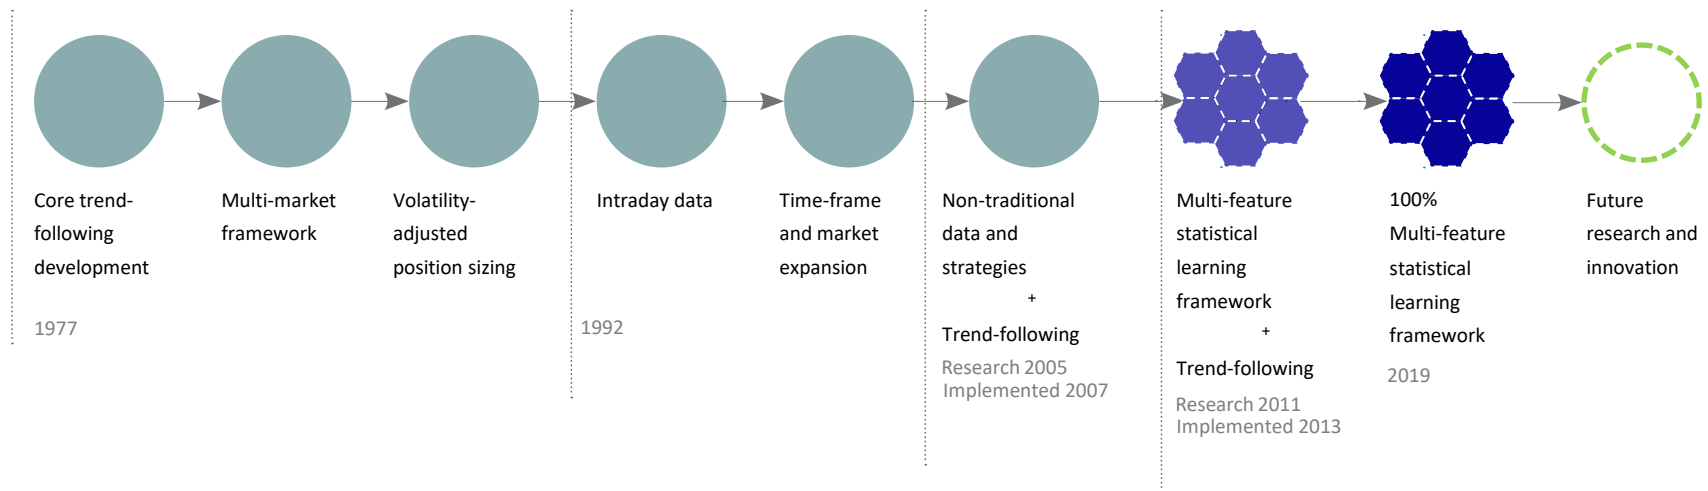 Core trend-
following
development
1977
Multi-market
framework
Volatility-
adjusted
position sizing
Intraday data
1992
Time-frame
and market
expansion
Non-traditional
data and
strategies
+
Trend-following
Research 2005
Implemented 2007
Multi-feature
statistical
learning
framework
+
Trend-following
Research 2011
Implemented 2013
100%
Multi-feature
statistical
learning
framework
2019
Future
research and
innovation